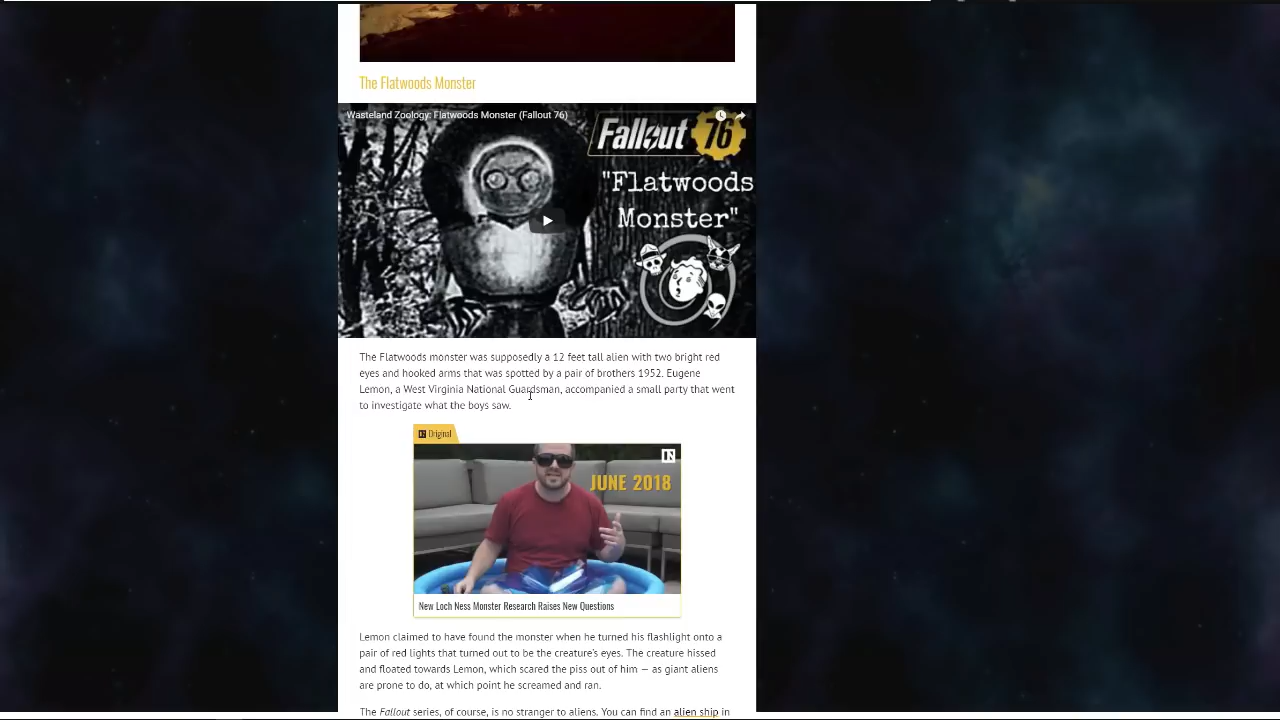 The Flatwoods Monster
Wasteland Zoology: Flatwoods Monster (Fallout 76)
Fallout 76
"Flatwoods
Monster"
The Flatwoods monster was supposedly a 12 feet tall alien with two bright red
eyes and hooked arms that was spotted by a pair of brothers 1952. Eugene
Lemon, a West Virginia National Guardsman, accompanied a small party that went
to investigate what the boys saw.
Original
JUNE 2018
New Loch Ness Monster Research Raises New Questions
Lemon claimed to have found the monster when he turned his flashlight onto a
pair of red lights that turned out to be the creature's eyes. The creature hissed
and floated towards Lemon, which scared the piss out of him — as giant aliens
are prone to do, at which point he screamed and ran.
The Fallout series, of course, is no stranger to aliens. You can find an alien ship in